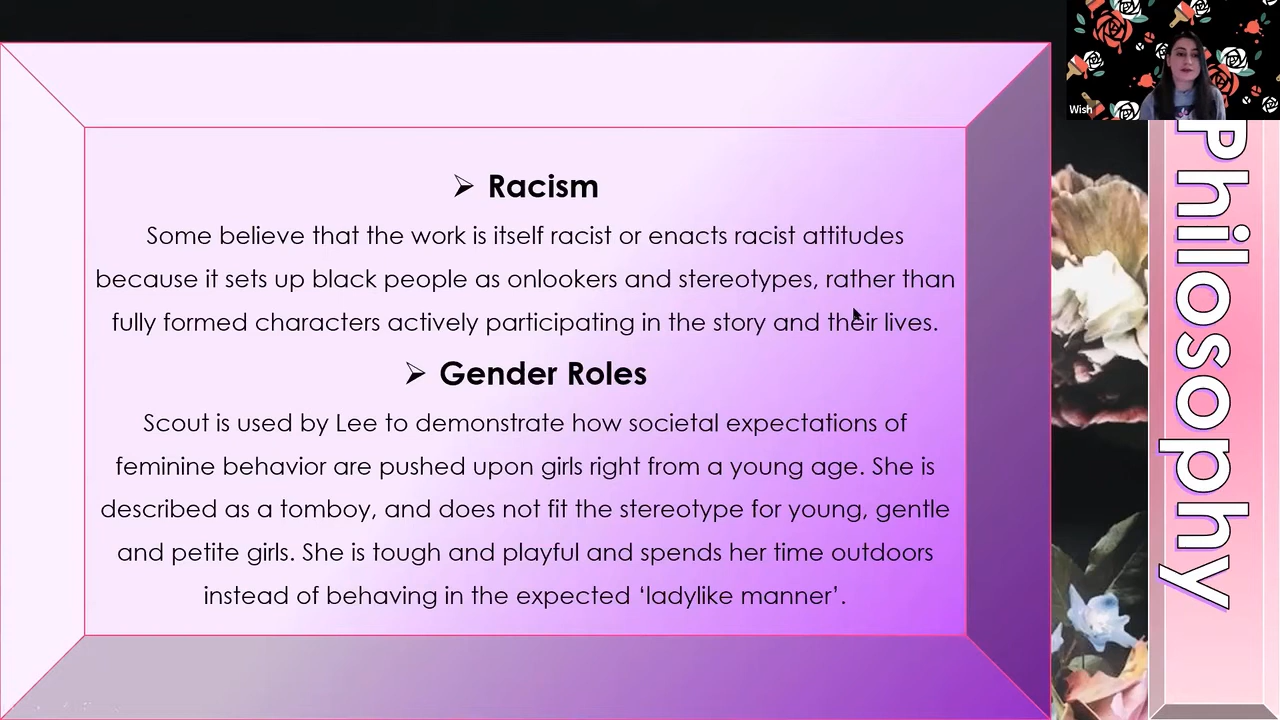 Wish
➢ Racism
Some believe that the work is itself racist or enacts racist attitudes
because it sets up black people as onlookers and stereotypes, rather than
fully formed characters actively participating in the story and their lives.
➢ Gender Roles
Scout is used by Lee to demonstrate how societal expectations of
feminine behavior are pushed upon girls right from a young age. She is
described as a tomboy, and does not fit the stereotype for young, gentle
and petite girls. She is tough and playful and spends her time outdoors
instead of behaving in the expected ‘ladylike manner’.
Philosophy